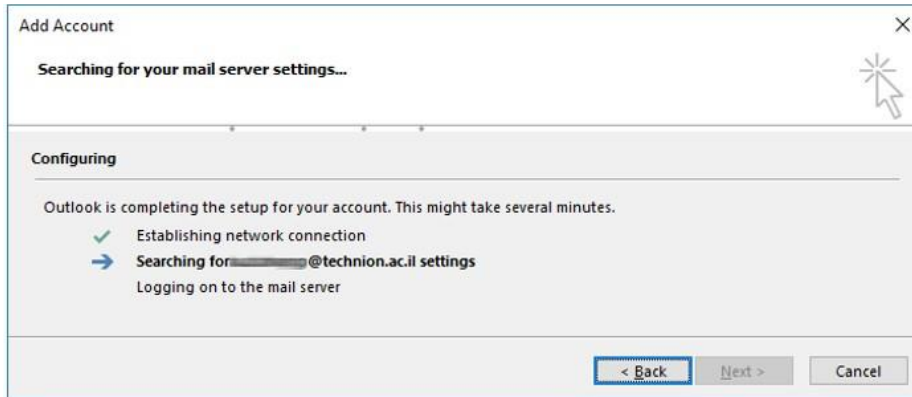 Add Account
Searching for your mail server settings...
Configuring
Outlook is completing the setup for your account. This might take several minutes.
Establishing network connection
Searching for @technion.ac.il settings
Logging on to the mail server
< Back Next > Cancel